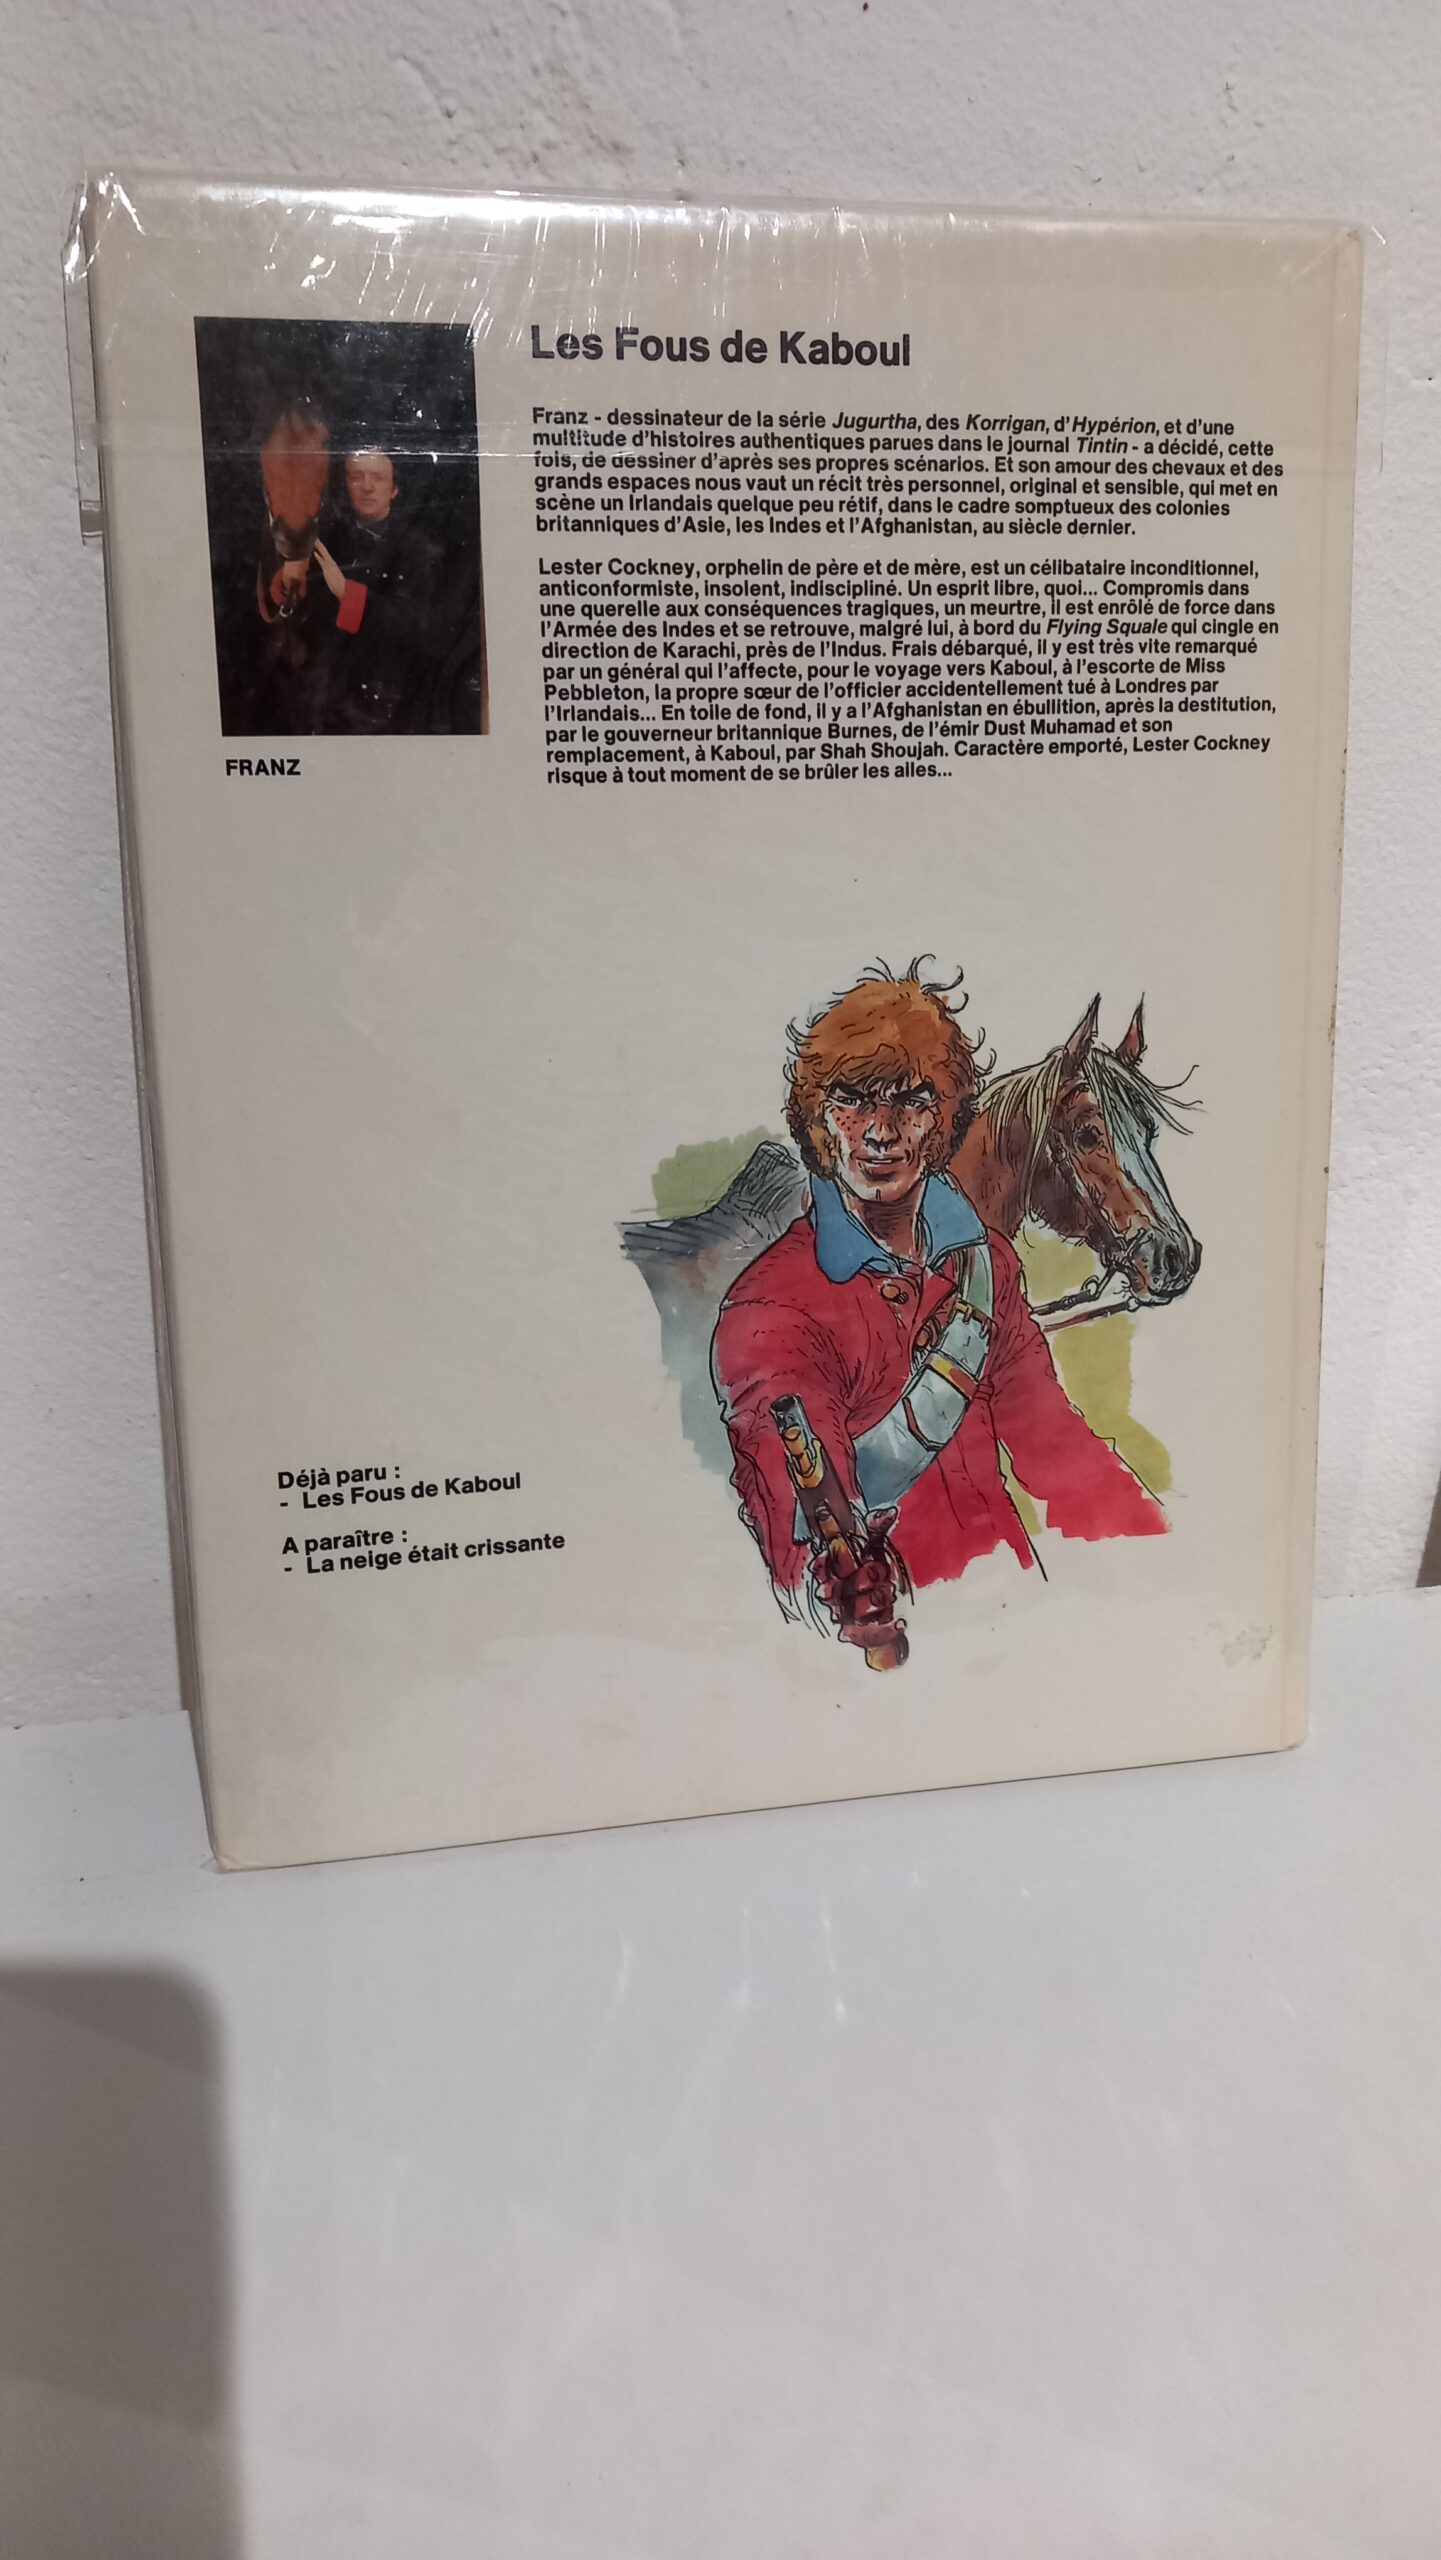 Les Fous de Kaboul
Franz - dessinateur de la série Jugurtha, des Korrigan, d'Hypérion, et d'une
multitude d'histoires authentiques parues dans le journal Tintin - a décidé, cette
fois, de dessiner d'après ses propres scénarios. Et son amour des chevaux et des
grands espaces nous vaut un récit très personnel, original et sensible, qui met en
scène un Irlandais quelque peu rétif, dans le cadre somptueux des colonies
britanniques d'Asie, les Indes et l'Afghanistan, au siècle dernier.
Lester Cockney, orphelin de père et de mère, est un célibataire inconditionnel,
anticonformiste, insolent, indiscipliné. Un esprit libre, quoi... Compromis dans
une querelle aux conséquences tragiques, un meurtre, il est enrôlé de force dans
l'Armée des Indes et se retrouve, malgré lui, à bord du Flying Squale qui cingle en
direction de Karachi, près de l'Indus. Frais débarqué, il y est très vite remarqué
par un général qui l'affecte, pour le voyage vers Kaboul, à l'escorte de Miss
Pebbleton, la propre sœur de l'officier accidentellement tué à Londres par
l'Irlandais... En toile de fond, il y a l'Afghanistan en ébullition, après la destitution,
par le gouverneur britannique Burnes, de l'émir Dust Muhamad et son
remplacement, à Kaboul, par Shah Shoujah. Caractère emporté, Lester Cockney
risque à tout moment de se brûler les ailes...
FRANZ
Déjà paru :
- Les Fous de Kaboul
A paraître :
- La neige était crissante